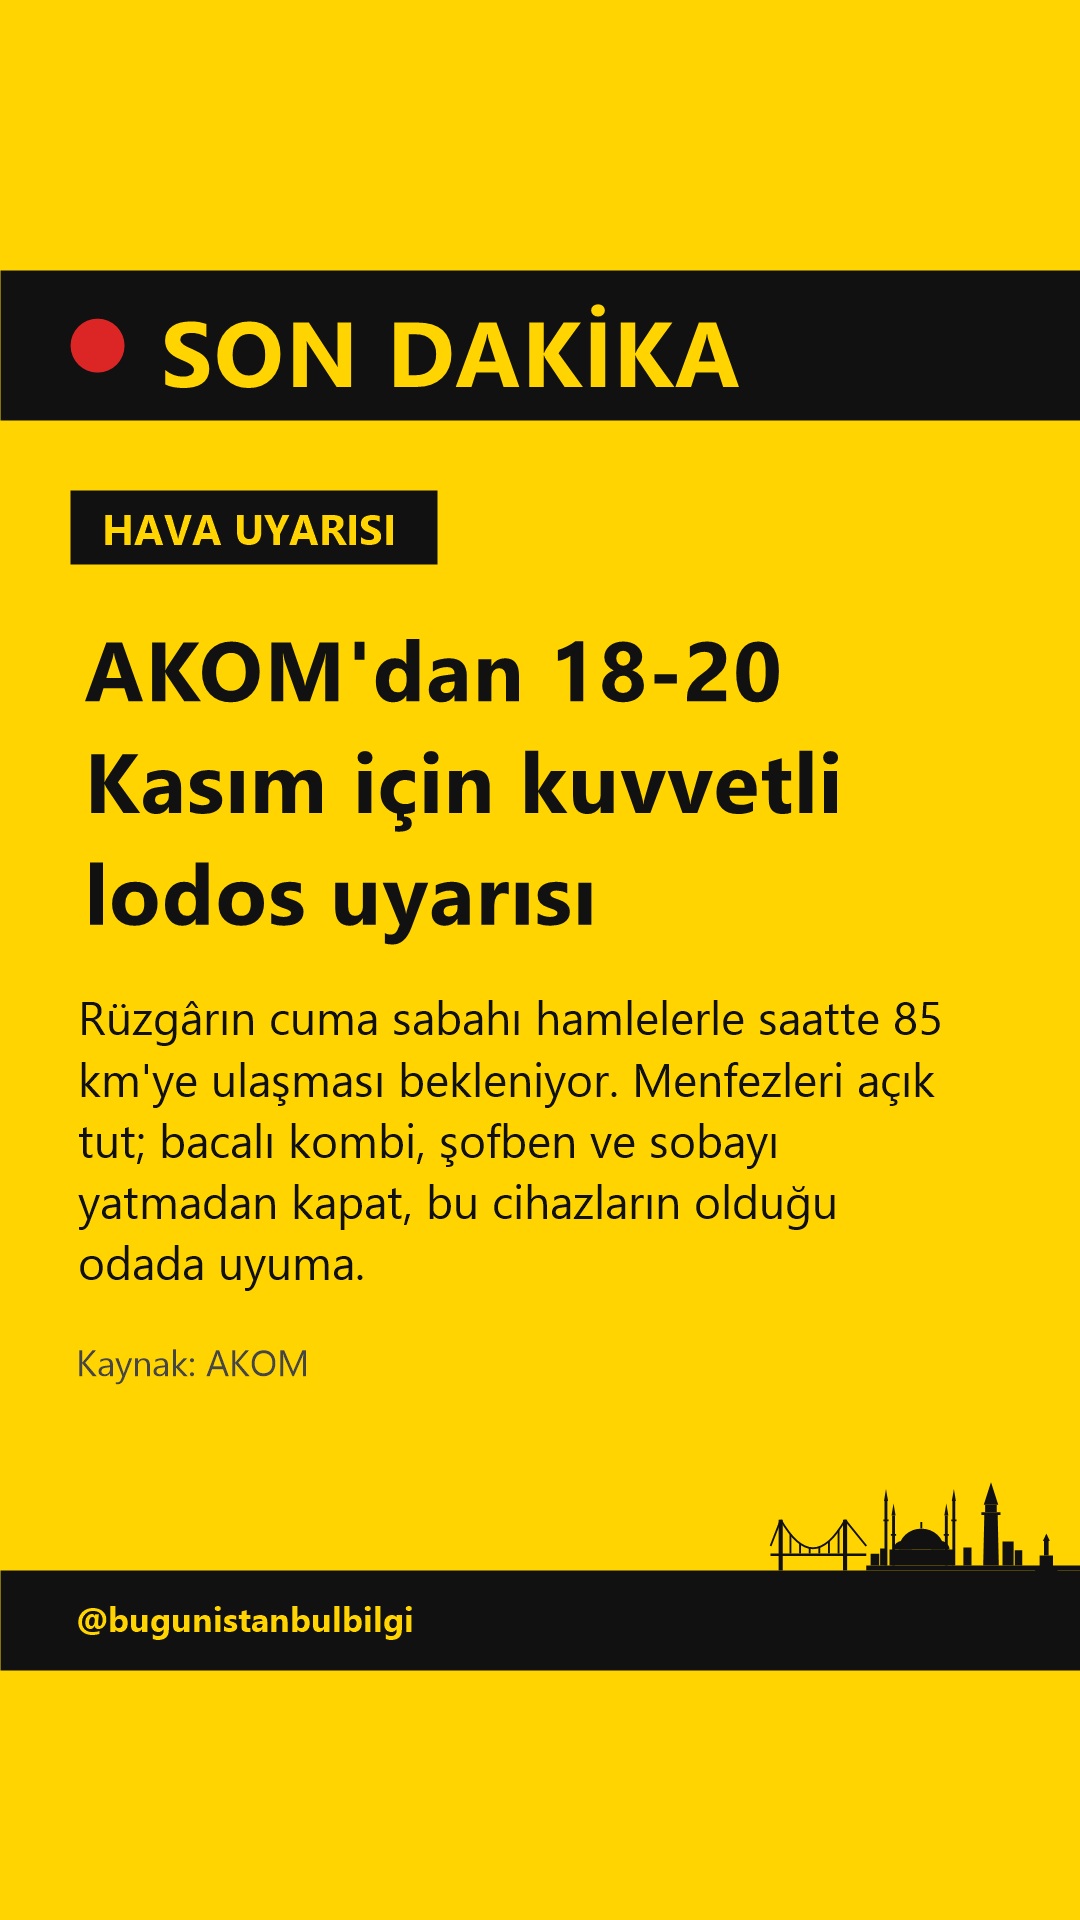 SON DAKİKA
HAVA UYARISI
AKOM'dan 18-20
Kasım için kuvvetli
lodos uyarısı
Rüzgârın cuma sabahı hamlelerle saatte 85
km'ye ulaşması bekleniyor. Menfezleri açık
tut; bacalı kombi, şofben ve sobayı
yatmadan kapat, bu cihazların olduğu
odada uyuma.
Kaynak: AKOM
@bugunistanbulbilgi